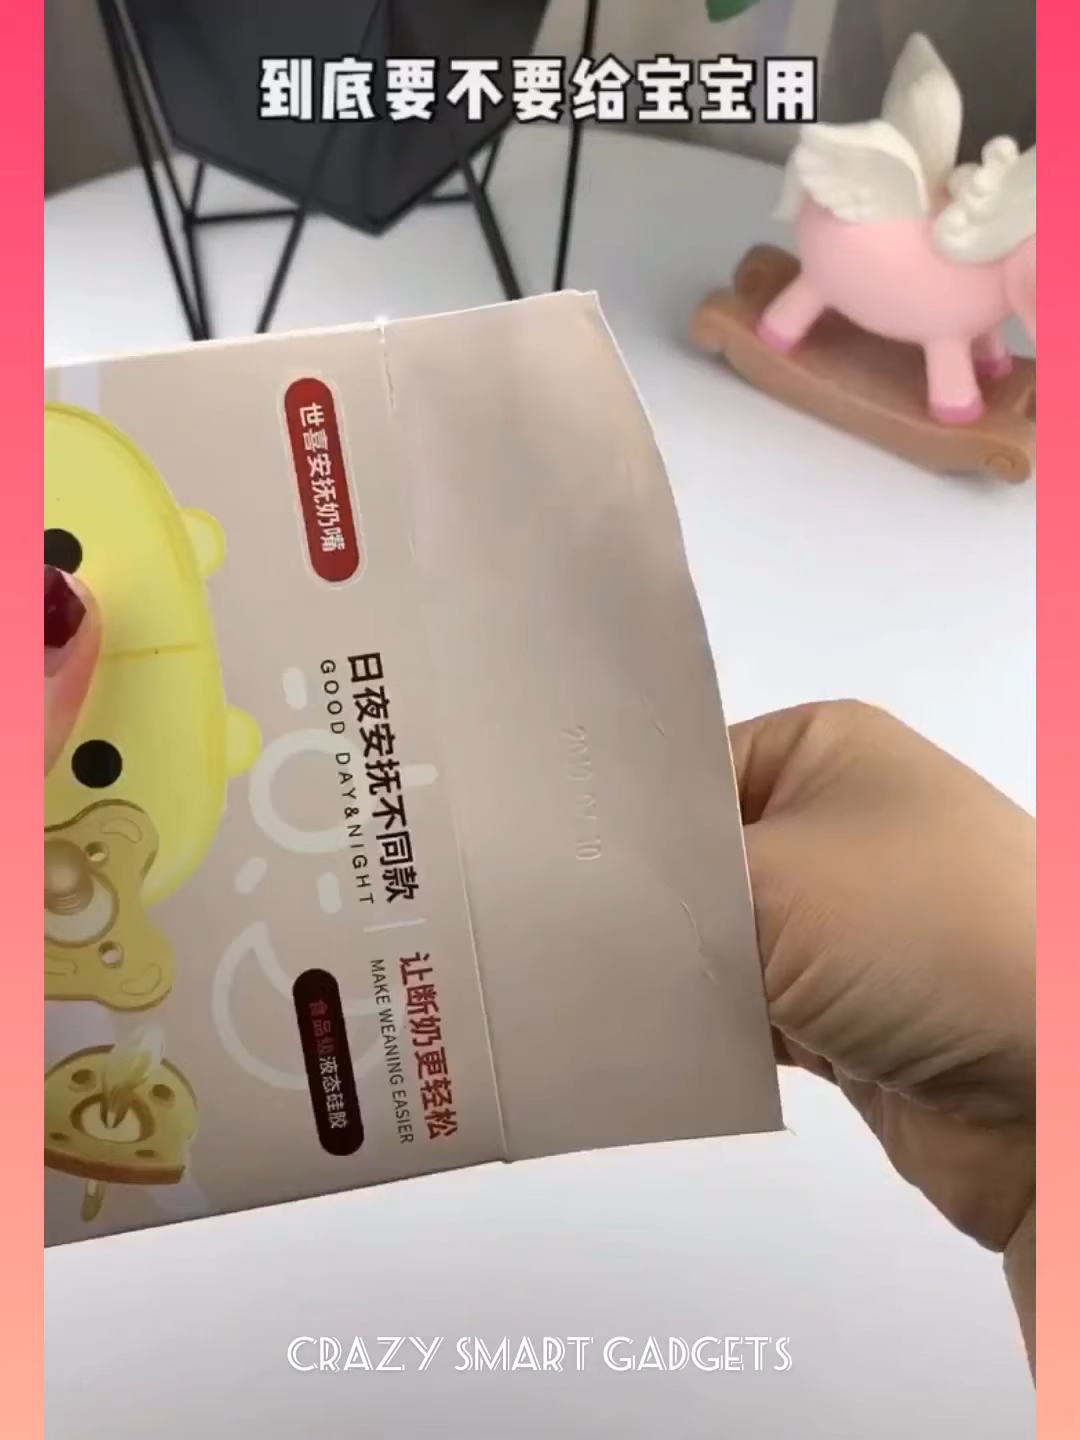 到底要不要给宝宝用
世喜安抚奶嘴
日夜安抚不同款
GOOD DAY&NIGHT
让断奶更轻松
MAKE WEANING EASIER
食品级液态硅胶
CRAZY SMART GADGETS